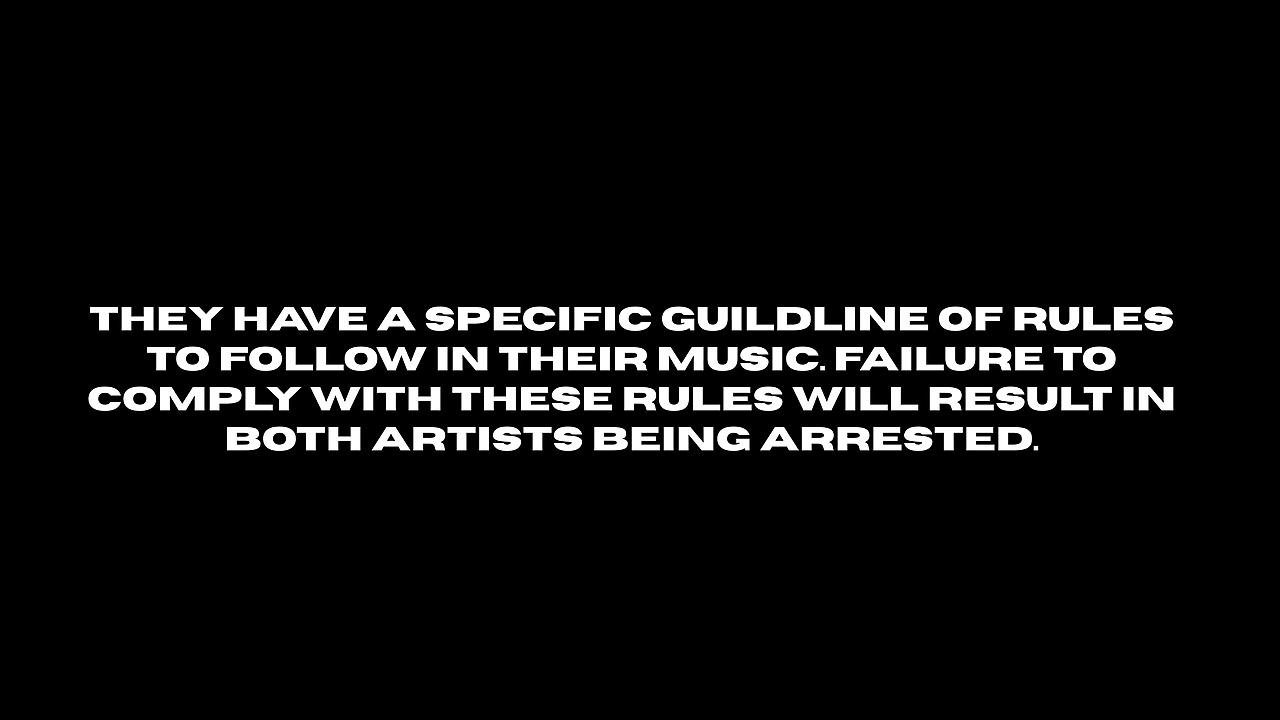 THEY HAVE A SPECIFIC GUILDLINE OF RULES
TO FOLLOW IN THEIR MUSIC. FAILURE TO
COMPLY WITH THESE RULES WILL RESULT IN
BOTH ARTISTS BEING ARRESTED.